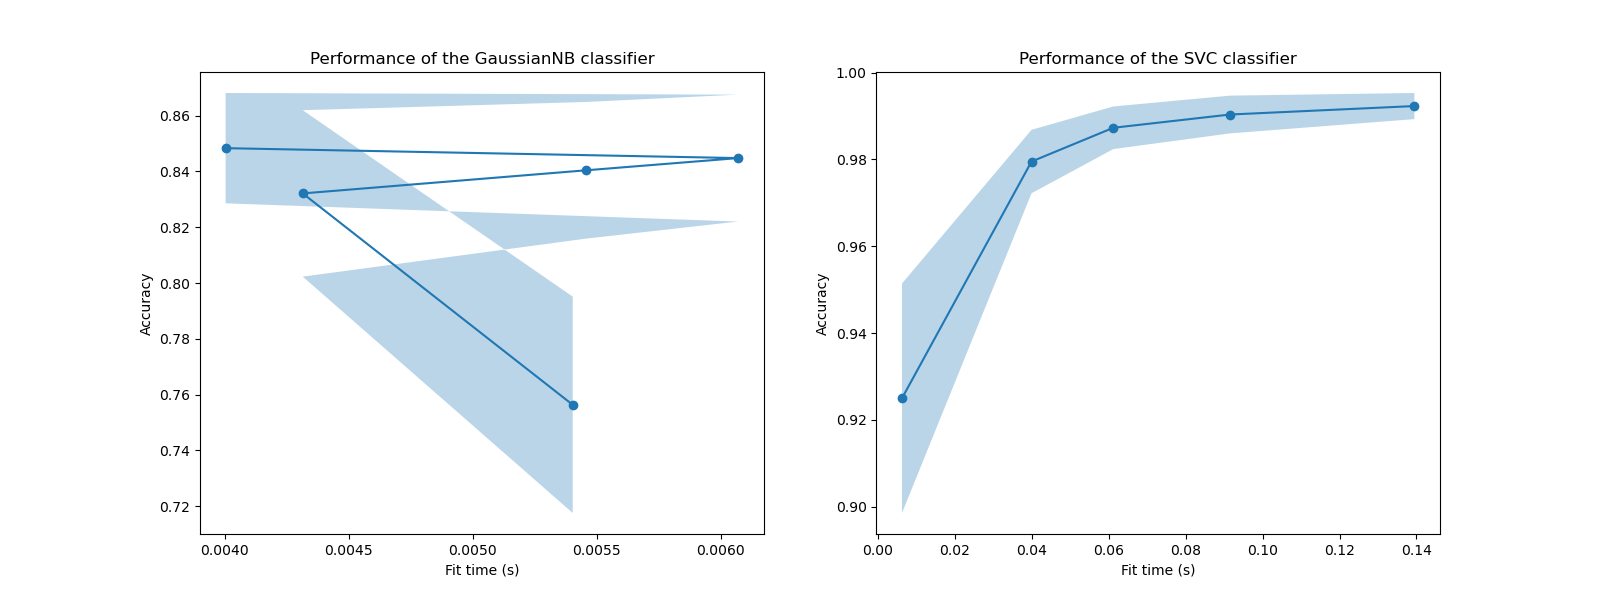 Performance of the GaussianNB classifier
Accuracy
0.86
0.84
0.82
0.80
0.78
0.76
0.74
0.72
0.0040 0.0045 0.0050 0.0055 0.0060
Fit time (s)
Performance of the SVC classifier
Accuracy
1.00
0.98
0.96
0.94
0.92
0.90
0.00 0.02 0.04 0.06 0.08 0.10 0.12 0.14
Fit time (s)